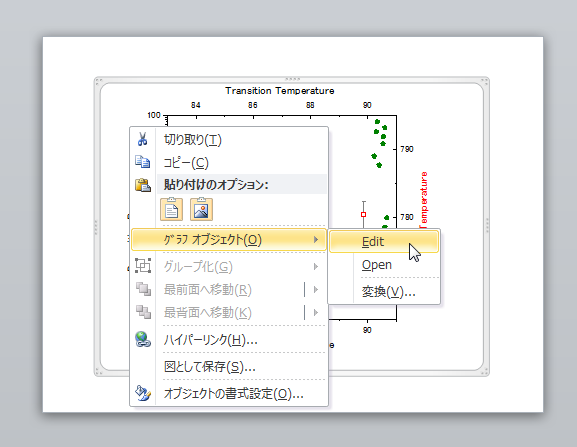 Transition Temperature
84 86 88 90
100
790
780
Temperature
90
切り取り(T)
コピー(C)
貼り付けのオプション:
グラフ オブジェクト(O)
グループ化(G)
最前面へ移動(R)
最背面へ移動(K)
ハイパーリンク(H)...
図として保存(S)...
オブジェクトの書式設定(O)...
Edit
Open
変換(V)...